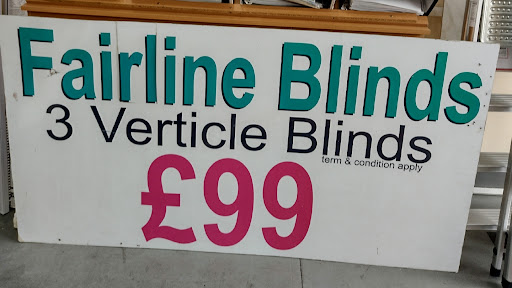 Fairline Blinds
3 Verticle Blinds
term & condition apply
£99